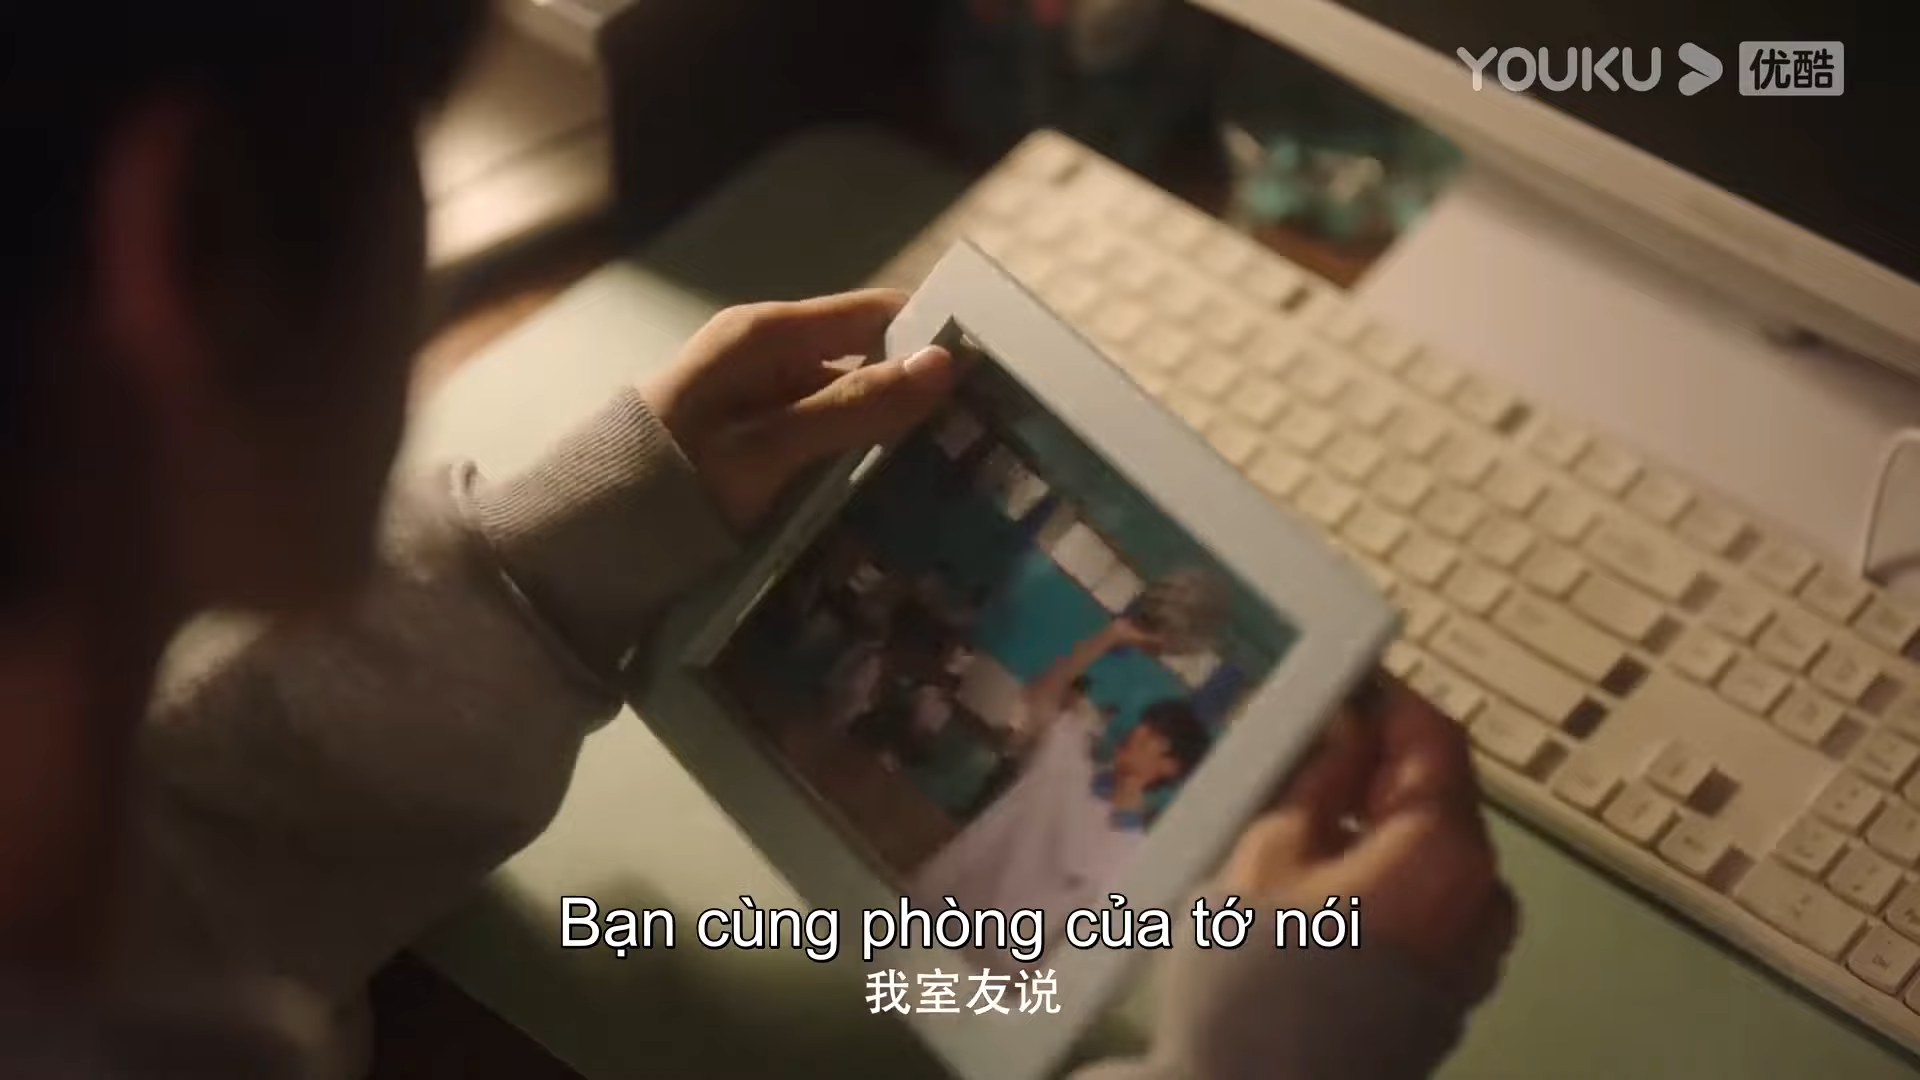 YOUKU 优酷
Bạn cùng phòng của tớ nói
我室友说